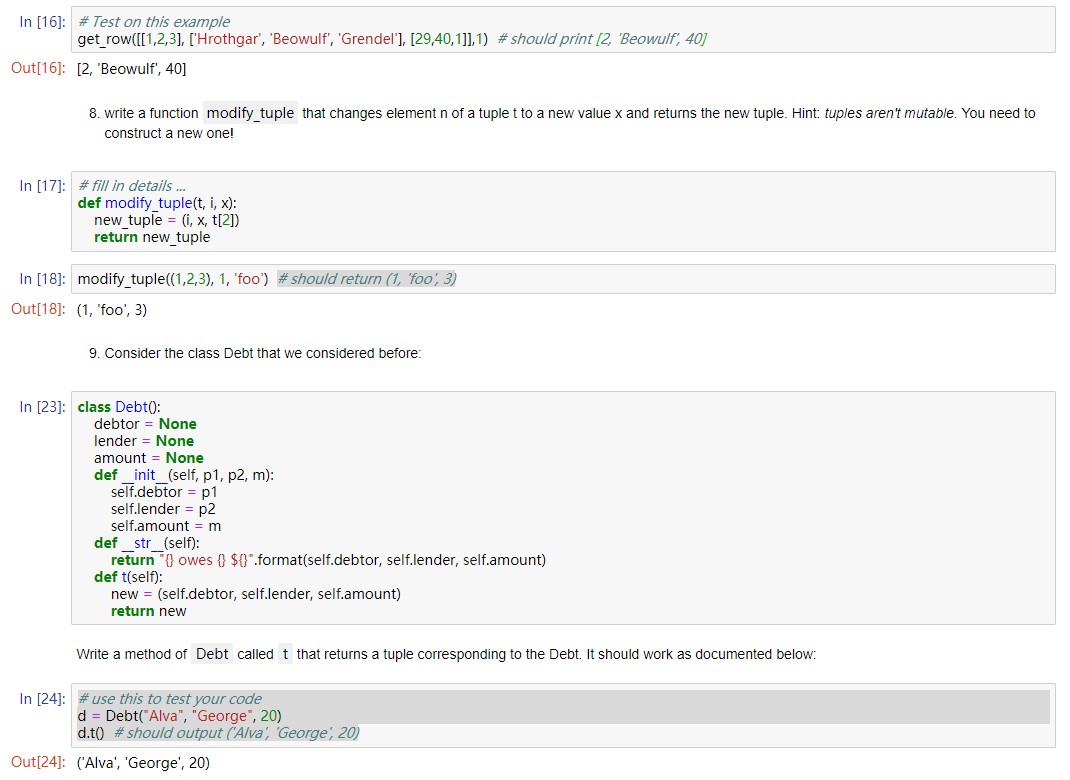 In [16]: # Test on this example
get_row([[1,2,3], ['Hrothgar', 'Beowulf', 'Grendel'], [29,40,1]],1) # should print [2, 'Beowulf', 40]
Out[16]: [2, 'Beowulf', 40]
8. write a function modify_tuple that changes element n of a tuple t to a new value x and returns the new tuple. Hint: tuples aren't mutable. You need to
construct a new one!
In [17]: # fill in details ...
def modify_tuple(t, i, x):
new_tuple = (i, x, t[2])
return new_tuple
In [18]: modify_tuple((1,2,3), 1, 'foo') # should return (1, 'foo', 3)
Out[18]: (1, 'foo', 3)
9. Consider the class Debt that we considered before:
In [23]: class Debt():
debtor = None
lender = None
amount = None
def __init__(self, p1, p2, m):
self.debtor = p1
self.lender = p2
self.amount = m
def __str__(self):
return "{} owes {} ${}".format(self.debtor, self.lender, self.amount)
def t(self):
new = (self.debtor, self.lender, self.amount)
return new
Write a method of Debt called t that returns a tuple corresponding to the Debt. It should work as documented below:
In [24]: # use this to test your code
d = Debt("Alva", "George", 20)
d.t() # should output ('Alva', 'George', 20)
Out[24]: ('Alva', 'George', 20)